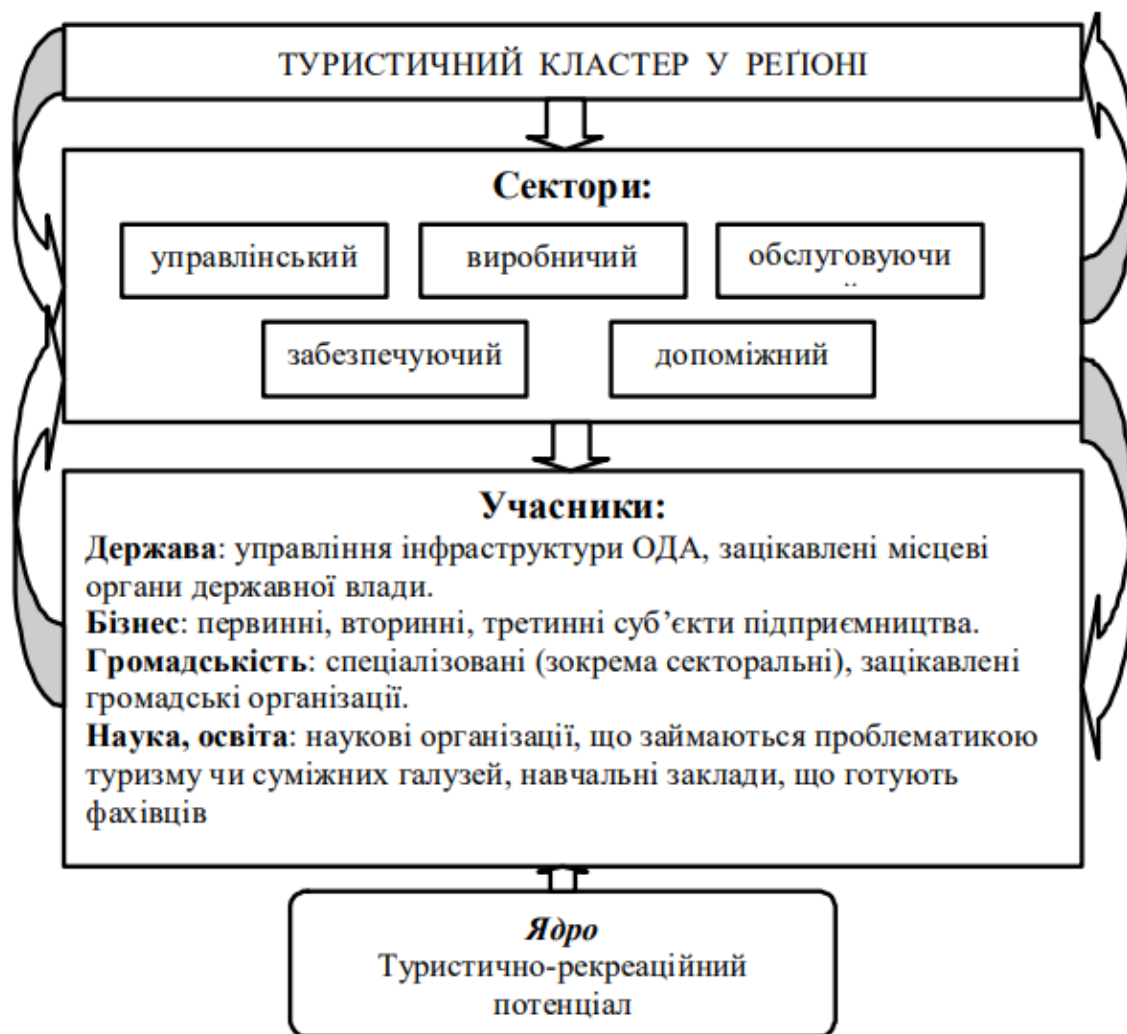 ТУРИСТИЧНИЙ КЛАСТЕР У РЕГІОНІ
Сектори:
управлінський
виробничий
обслуговуючи
й
забезпечуючий
допоміжний
Учасники:
Держава: управління інфраструктури ОДА, зацікавлені місцеві
органи державної влади.
Бізнес: первинні, вторинні, третинні суб’єкти підприємництва.
Громадськість: спеціалізовані (зокрема секторальні), зацікавлені
громадські організації.
Наука, освіта: наукові організації, що займаються проблематикою
туризму чи суміжних галузей, навчальні заклади, що готують
фахівців
Ядро
Туристично-рекреаційний
потенціал